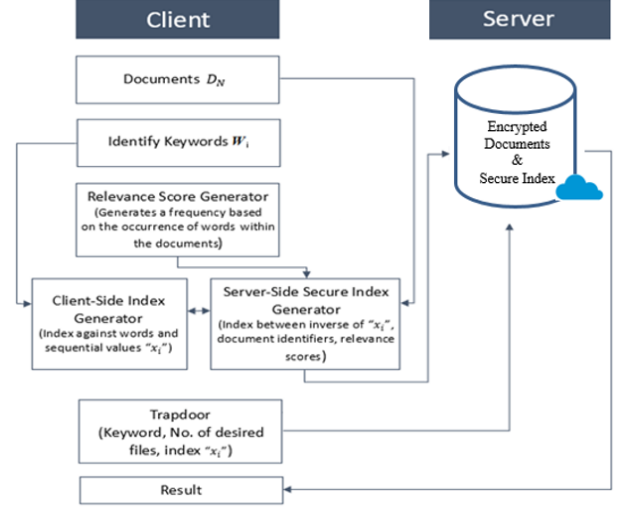 Client
Server
Documents D_N
Identify Keywords W_i
Relevance Score Generator
(Generates a frequency based
on the occurrence of words within
the documents)
Client-Side Index
Generator
(Index against words and
sequential values "x_i")
Server-Side Secure Index
Generator
(Index between inverse of "x_i",
document identifiers, relevance
scores)
Encrypted
Documents
&
Secure Index
Trapdoor
(Keyword, No. of desired
files, index "x_i")
Result